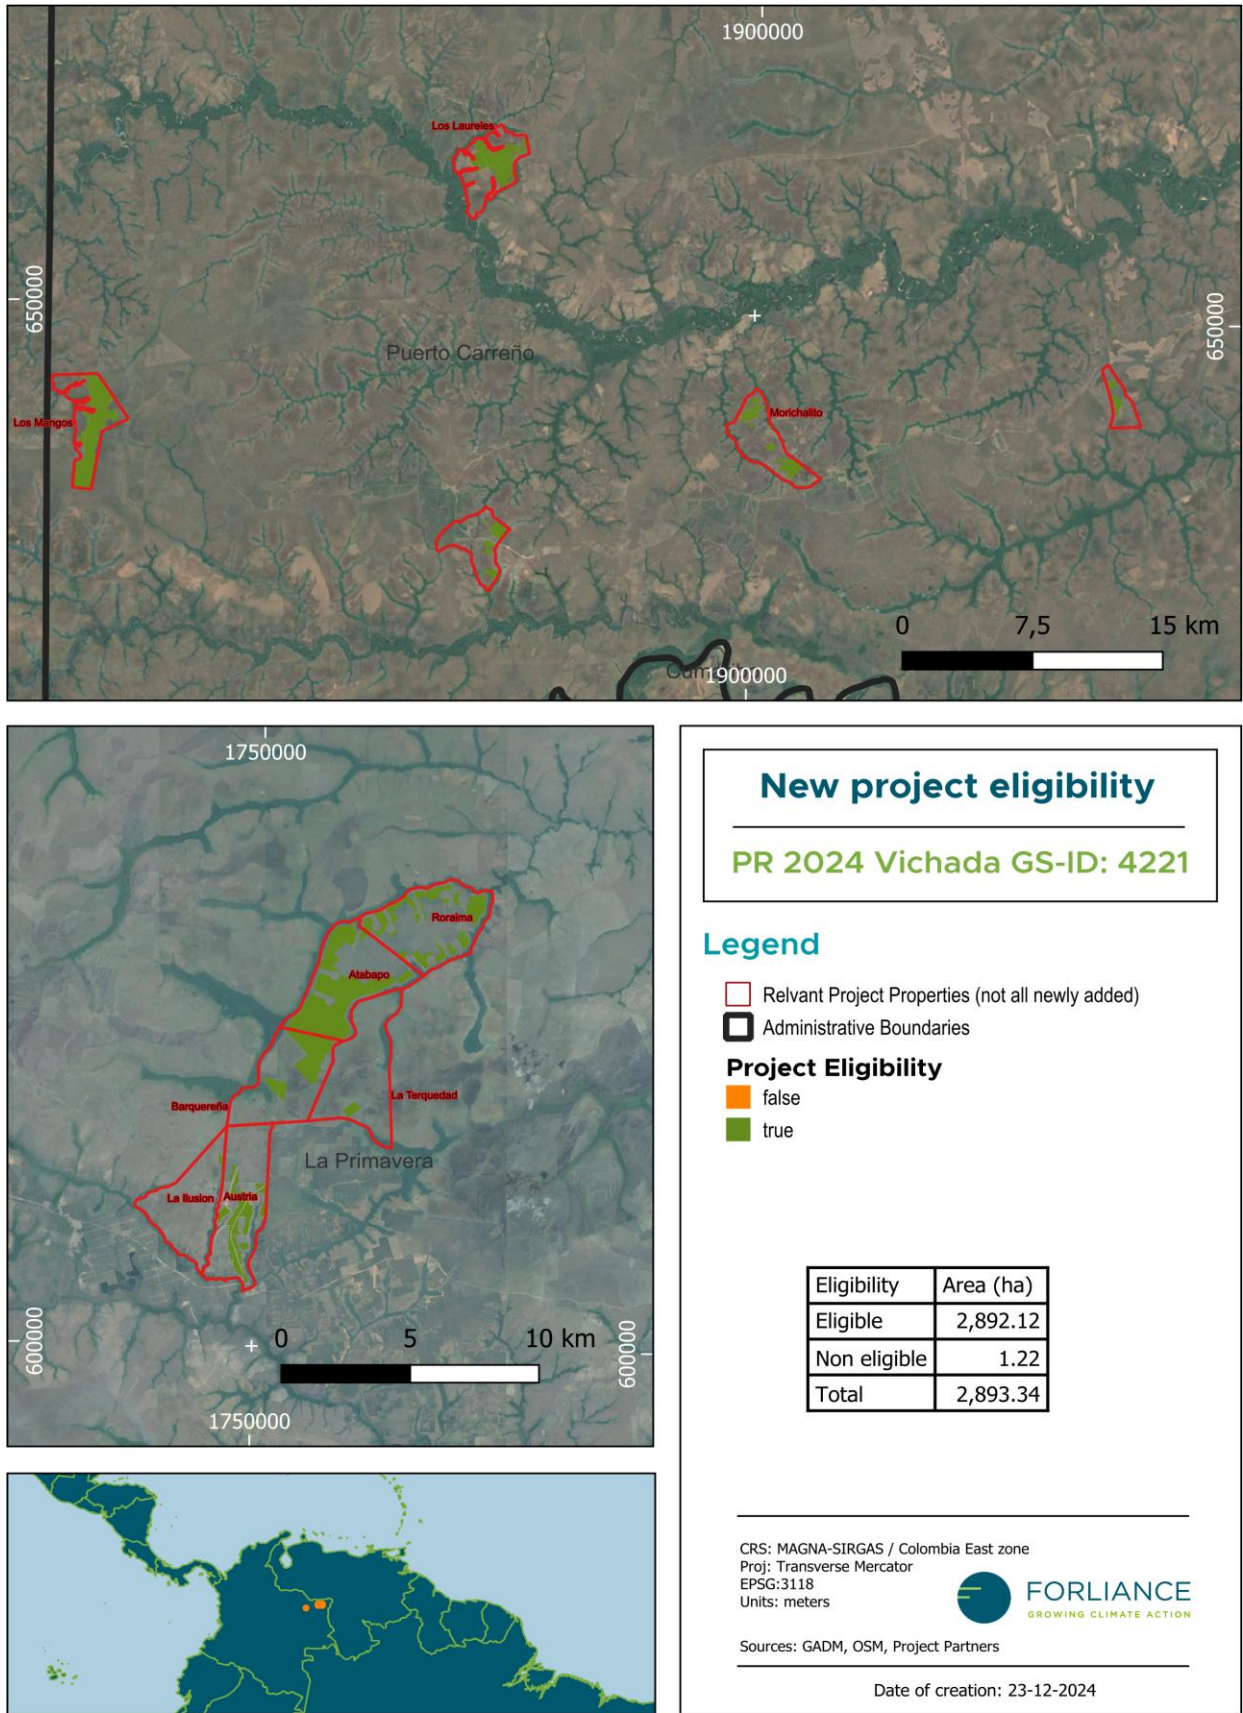 1900000
Los Laureles
650000
650000
Puerto Carreño
Los Mangos
Morichalito
0 7,5 15 km
1900000
1750000
Roraima
Atabapo
La Terquedad
Barquereña
La Primavera
La Ilusion
Austria
0 5 10 km
600000
600000
1750000
New project eligibility
PR 2024 Vichada GS-ID: 4221
Legend
Relvant Project Properties (not all newly added)
Administrative Boundaries
Project Eligibility
false
true
Eligibility Area (ha)
Eligible 2,892.12
Non eligible 1.22
Total 2,893.34
CRS: MAGNA-SIRGAS / Colombia East zone
Proj: Transverse Mercator
EPSG:3118
Units: meters
FORLIANCE
GROWING CLIMATE ACTION
Sources: GADM, OSM, Project Partners
Date of creation: 23-12-2024